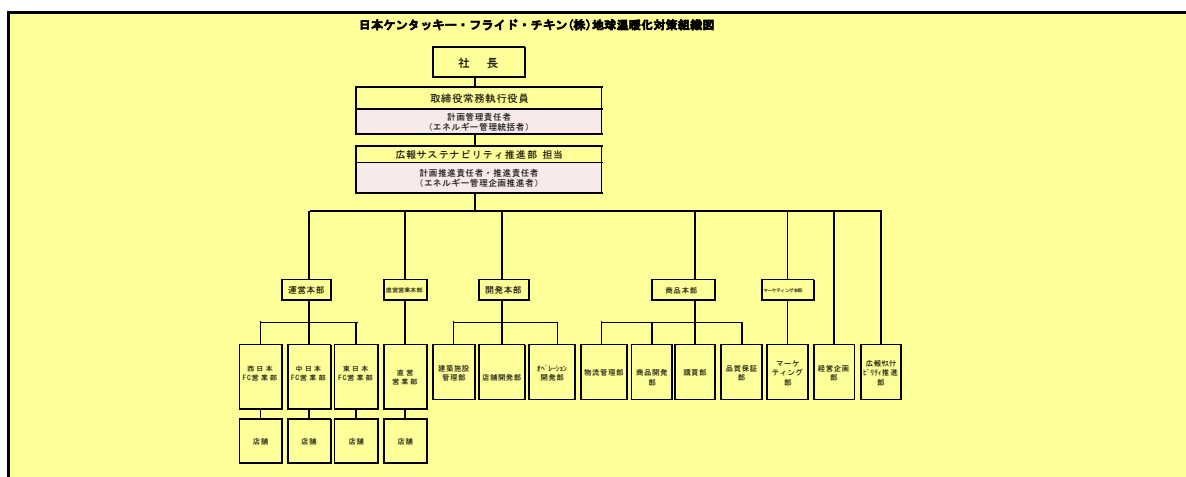 日本ケンタッキー・フライド・チキン(株)地球温暖化対策組織図
社 長
取締役常務執行役員
計画管理責任者
(エネルギー管理統括者)
広報サステナビリティ推進部 担当
計画推進責任者・推進責任者
(エネルギー管理企画推進者)
運営本部
直営営業本部
開発本部
商品本部
マーケティング本部
西日本
FC営業部
中日本
FC営業部
東日本
FC営業部
直営
営業部
建築施設
管理部
店舗開発部
オペレーション
開発部
物流管理部
商品開発
部
購買部
品質保証
部
マーケ
ティング
部
経営企画
部
広報サステナ
ビリティ推進
部
店舗
店舗
店舗
店舗